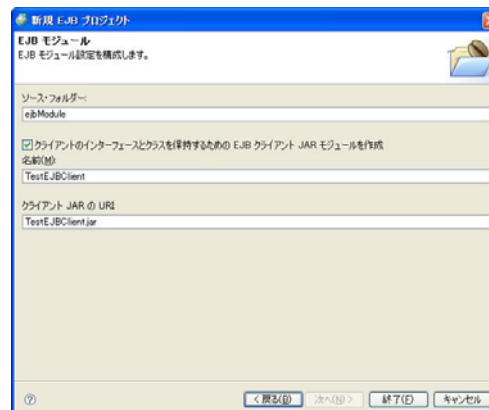 新規 EJB プロジェクト
EJB モジュール
EJB モジュール設定を構成します。
ソース・フォルダー:
ejbModule
クライアントのインターフェースとクラスを保持するための EJB クライアント JAR モジュールを作成
名前(M):
TestEJBClient
クライアント JAR の URI
TestEJBClient.jar
< 戻る(B)
次へ(N) >
終了(F)
キャンセル